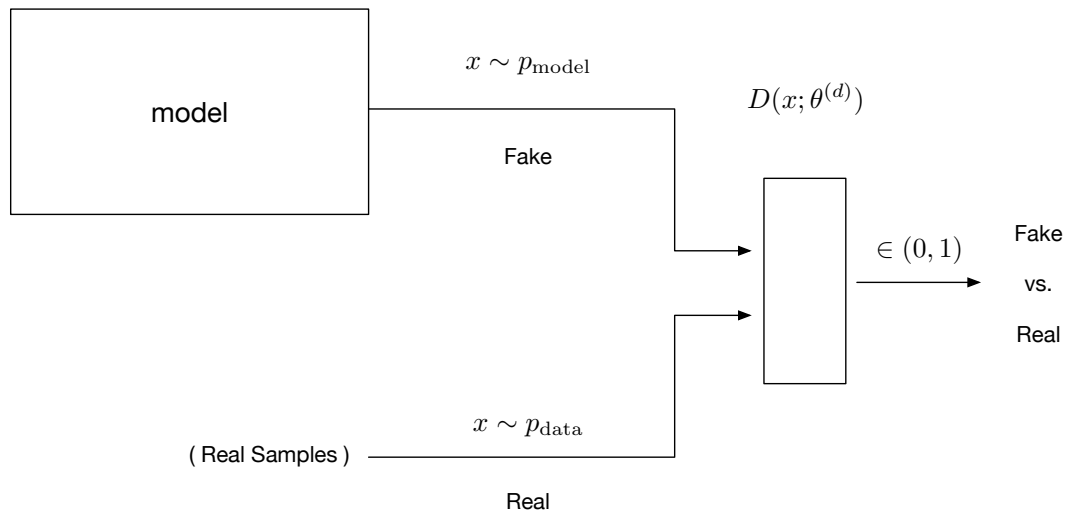 x ∼ p_model
D(x; θ^(d))
model
Fake
∈ (0, 1)
Fake
vs.
Real
x ∼ p_data
( Real Samples )
Real